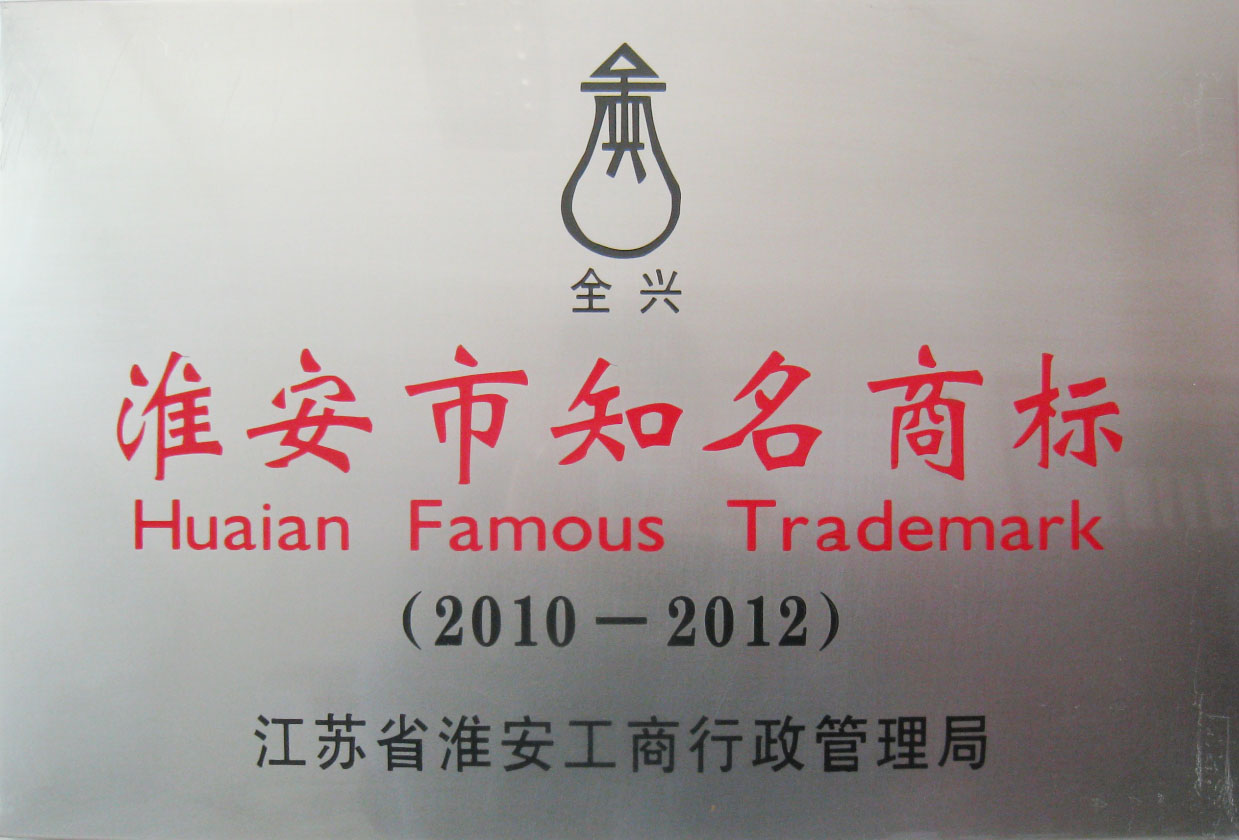 全兴
淮安市知名商标
Huaian Famous Trademark
(2010－2012)
江苏省淮安工商行政管理局